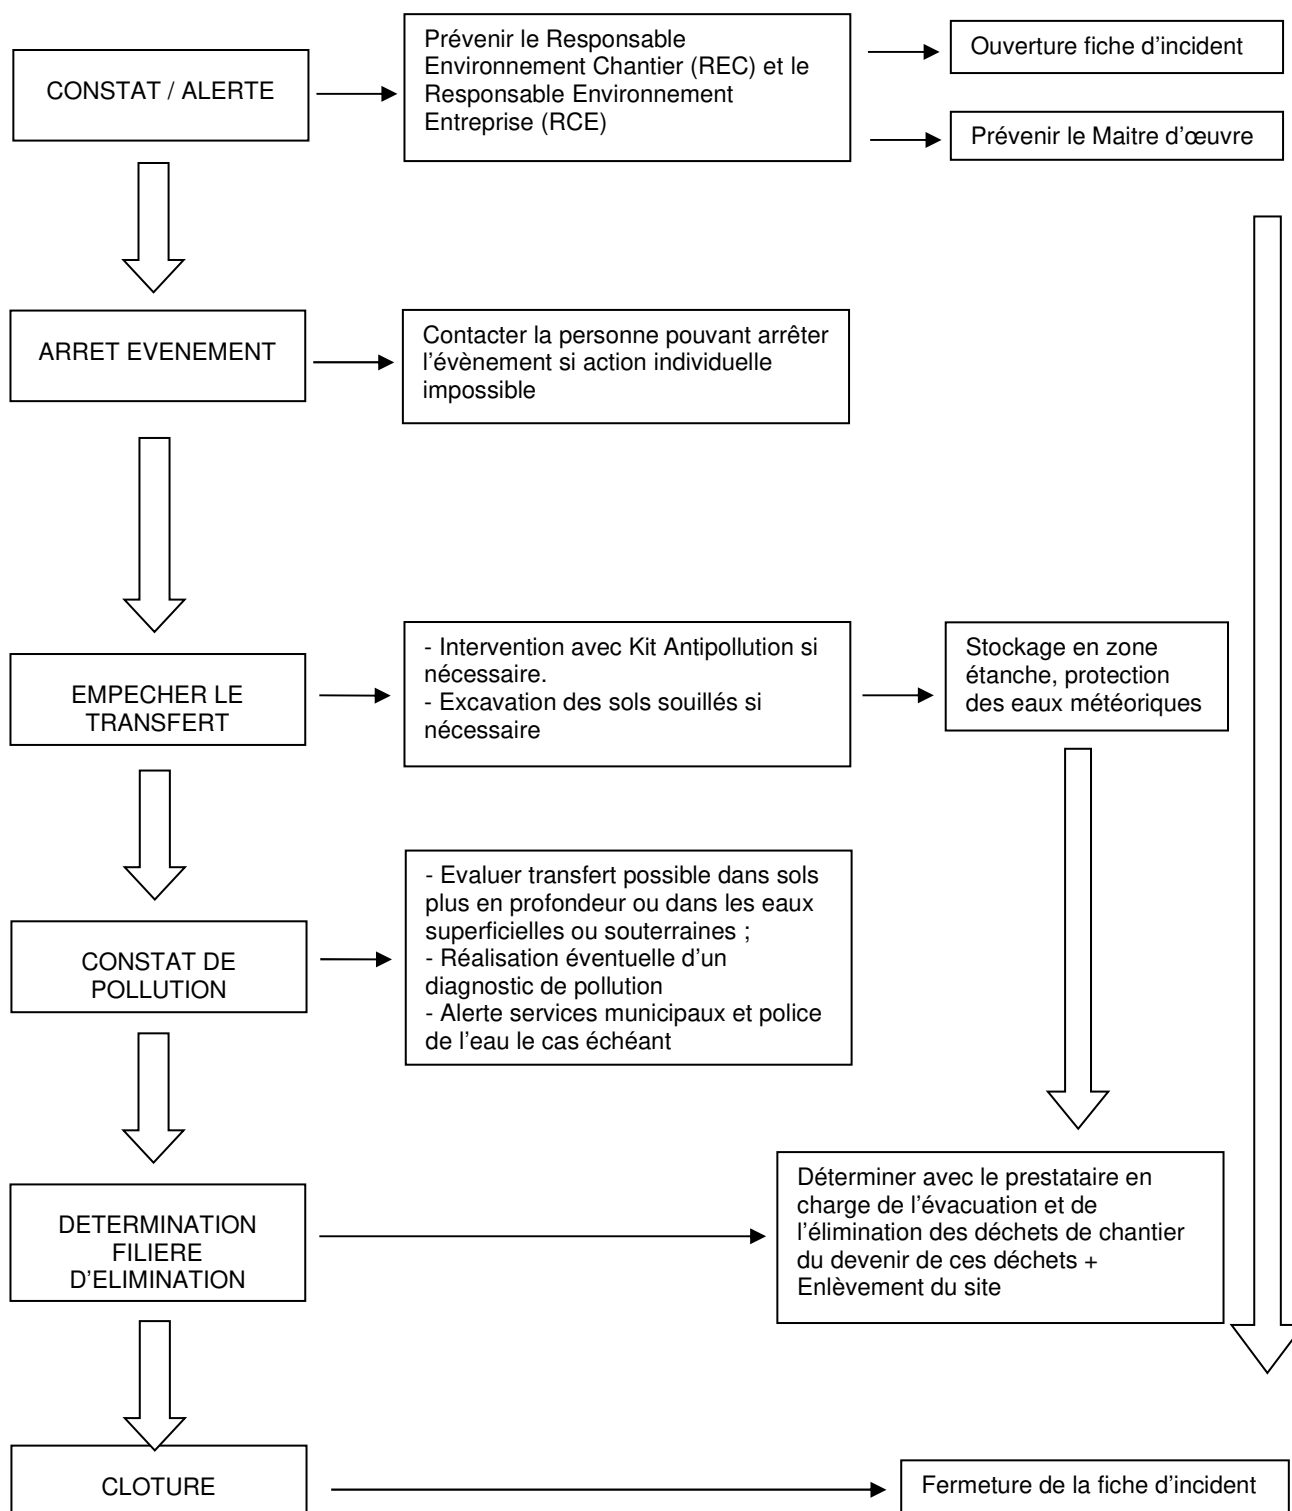 CONSTAT / ALERTE
Prévenir le Responsable
Environnement Chantier (REC) et le
Responsable Environnement
Entreprise (RCE)
Ouverture fiche d’incident
Prévenir le Maitre d’œuvre
ARRET EVENEMENT
Contacter la personne pouvant arrêter
l’évènement si action individuelle
impossible
EMPECHER LE
TRANSFERT
- Intervention avec Kit Antipollution si
nécessaire.
- Excavation des sols souillés si
nécessaire
Stockage en zone
étanche, protection
des eaux météoriques
CONSTAT DE
POLLUTION
- Evaluer transfert possible dans sols
plus en profondeur ou dans les eaux
superficielles ou souterraines ;
- Réalisation éventuelle d’un
diagnostic de pollution
- Alerte services municipaux et police
de l’eau le cas échéant
DETERMINATION
FILIERE
D’ELIMINATION
Déterminer avec le prestataire en
charge de l’évacuation et de
l’élimination des déchets de chantier
du devenir de ces déchets +
Enlèvement du site
CLOTURE
Fermeture de la fiche d’incident